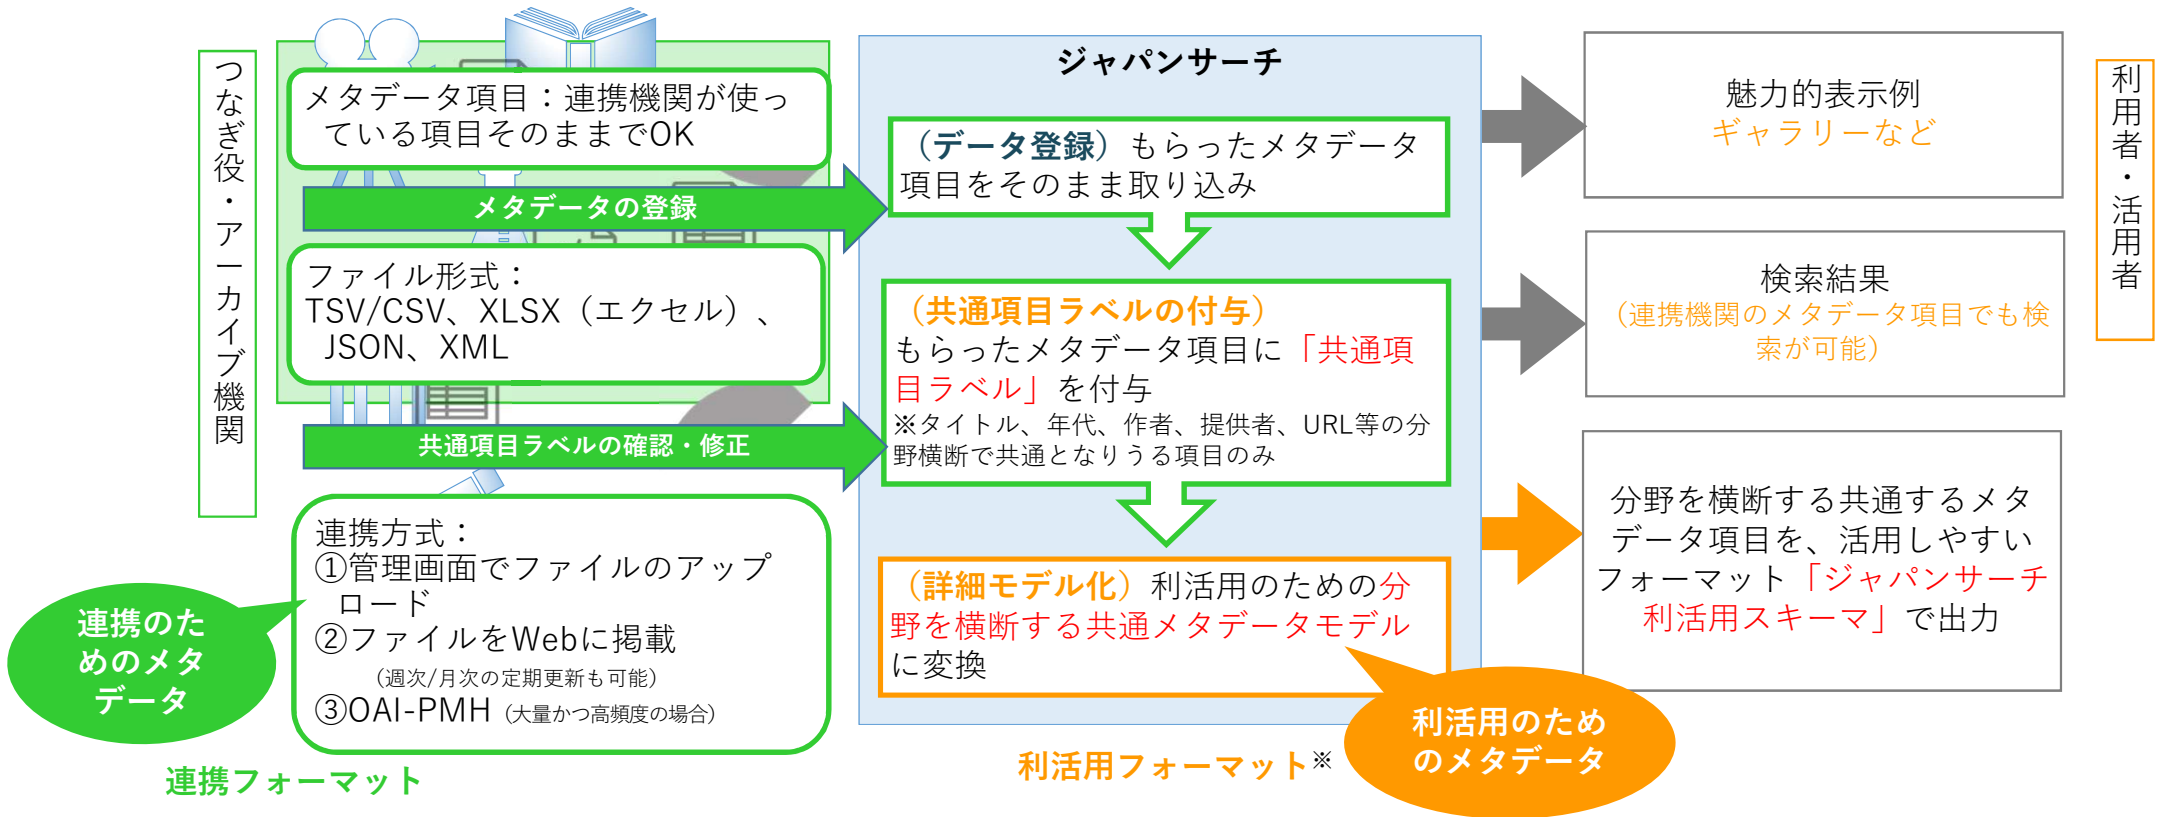 つなぎ役・アーカイブ機関
メタデータ項目：連携機関が使っ
ている項目そのままでOK
メタデータの登録
ファイル形式：
TSV/CSV、XLSX（エクセル）、
JSON、XML
共通項目ラベルの確認・修正
連携方式：
①管理画面でファイルのアップ
ロード
②ファイルをWebに掲載
（週次/月次の定期更新も可能）
③OAI-PMH（大量かつ高頻度の場合）
連携のた
めのメタ
データ
連携フォーマット
ジャパンサーチ
（データ登録）もらったメタデータ
項目をそのまま取り込み
（共通項目ラベルの付与）
もらったメタデータ項目に「共通項
目ラベル」を付与
※タイトル、年代、作者、提供者、URL等の分
野横断で共通となりうる項目のみ
（詳細モデル化）利活用のための分
野を横断する共通メタデータモデル
に変換
利活用フォーマット※
利活用のため
のメタデータ
魅力的表示例
ギャラリーなど
検索結果
（連携機関のメタデータ項目でも検
索が可能）
分野を横断する共通するメタ
データ項目を、活用しやすい
フォーマット「ジャパンサーチ
利活用スキーマ」で出力
利用者・活用者